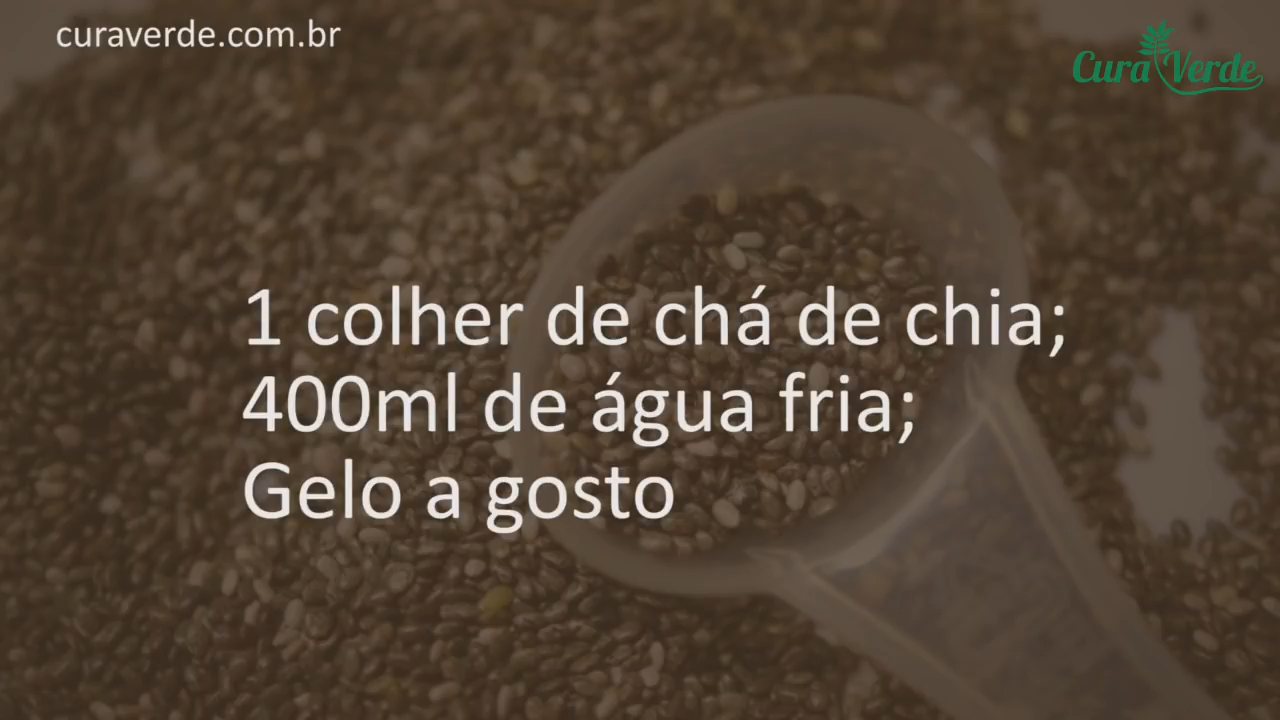 curaverde.com.br
Cura Verde
1 colher de chá de chia;
400ml de água fria;
Gelo a gosto